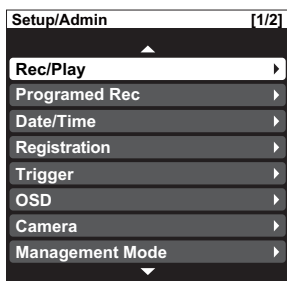 Setup/Admin [1/2]
Rec/Play
Programed Rec
Date/Time
Registration
Trigger
OSD
Camera
Management Mode